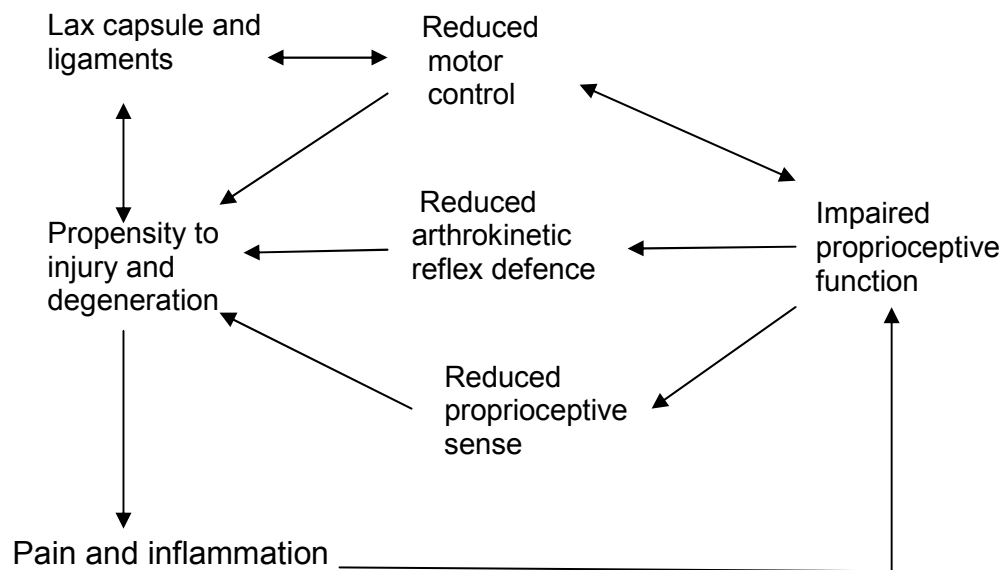 Lax capsule and
ligaments
Reduced
motor
control
Propensity to
injury and
degeneration
Reduced
arthrokinetic
reflex defence
Impaired
proprioceptive
function
Reduced
proprioceptive
sense
Pain and inflammation